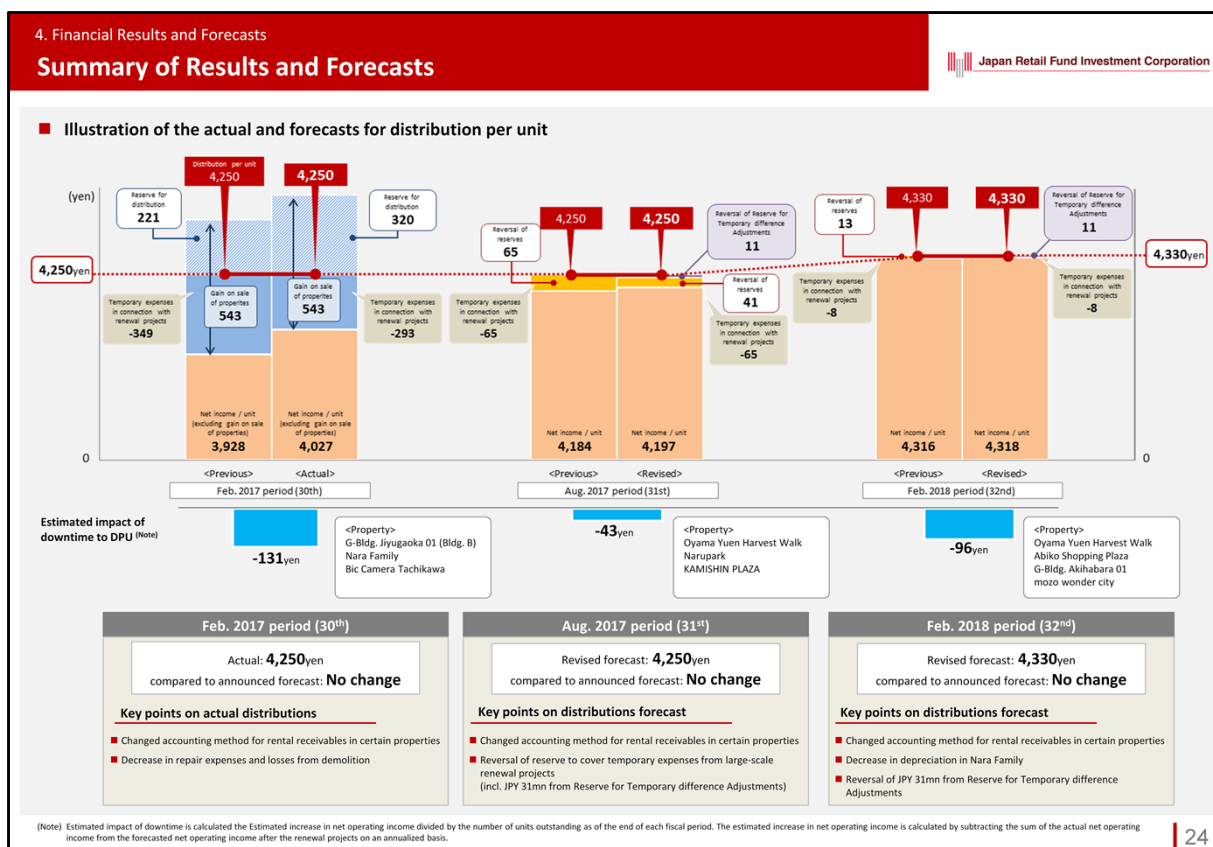 4. Financial Results and Forecasts
Summary of Results and Forecasts
Japan Retail Fund Investment Corporation
■ Illustration of the actual and forecasts for distribution per unit
(yen)
4,250yen
0
Reserve for
distribution
221
Distribution per unit
4,250
4,250
Reserve for
distribution
320
Gain on sale
of properites
543
Gain on sale
of properties
543
Temporary expenses
in connection with
renewal projects
-349
Temporary expenses
in connection with
renewal projects
-293
Net income / unit
(excluding gain on sale
of properties)
3,928
Net income / unit
(excluding gain on sale
of properties)
4,027
<Previous>
<Actual>
Feb. 2017 period (30th)
Reversal of
reserves
65
4,250
4,250
Reversal of Reserve for
Temporary difference
Adjustments
11
Temporary expenses
in connection with
renewal projects
-65
Reversal of
reserves
41
Temporary expenses
in connection with
renewal projects
-65
Net income / unit
4,184
Net income / unit
4,197
<Previous>
<Revised>
Aug. 2017 period (31st)
Reversal of
reserves
13
4,330
4,330
Reversal of Reserve for
Temporary difference
Adjustments
11
4,330yen
Temporary expenses
in connection with
renewal projects
-8
Temporary expenses
in connection with
renewal projects
-8
Net income / unit
4,316
Net income / unit
4,318
0
<Previous>
<Revised>
Feb. 2018 period (32nd)
Estimated impact of
downtime to DPU (Note)
-131yen
<Property>
G-Bldg. Jiyugaoka 01 (Bldg. B)
Nara Family
Bic Camera Tachikawa
-43yen
<Property>
Oyama Yuen Harvest Walk
Narupark
KAMISHIN PLAZA
-96yen
<Property>
Oyama Yuen Harvest Walk
Abiko Shopping Plaza
G-Bldg. Akihabara 01
mozo wonder city
Feb. 2017 period (30th)
Actual: 4,250yen
compared to announced forecast: No change
Key points on actual distributions
■ Changed accounting method for rental receivables in certain properties
■ Decrease in repair expenses and losses from demolition
Aug. 2017 period (31st)
Revised forecast: 4,250yen
compared to announced forecast: No change
Key points on distributions forecast
■ Changed accounting method for rental receivables in certain properties
■ Reversal of reserve to cover temporary expenses from large-scale
renewal projects
(incl. JPY 31mn from Reserve for Temporary difference Adjustments)
Feb. 2018 period (32nd)
Revised forecast: 4,330yen
compared to announced forecast: No change
Key points on distributions forecast
■ Changed accounting method for rental receivables in certain properties
■ Decrease in depreciation in Nara Family
■ Reversal of JPY 31mn from Reserve for Temporary difference
Adjustments
(Note) Estimated impact of downtime is calculated the Estimated increase in net operating income divided by the number of units outstanding as of the end of each fiscal period. The estimated increase in net operating income is calculated by subtracting the sum of the actual net operating
income from the forecasted net operating income after the renewal projects on an annualized basis.
24